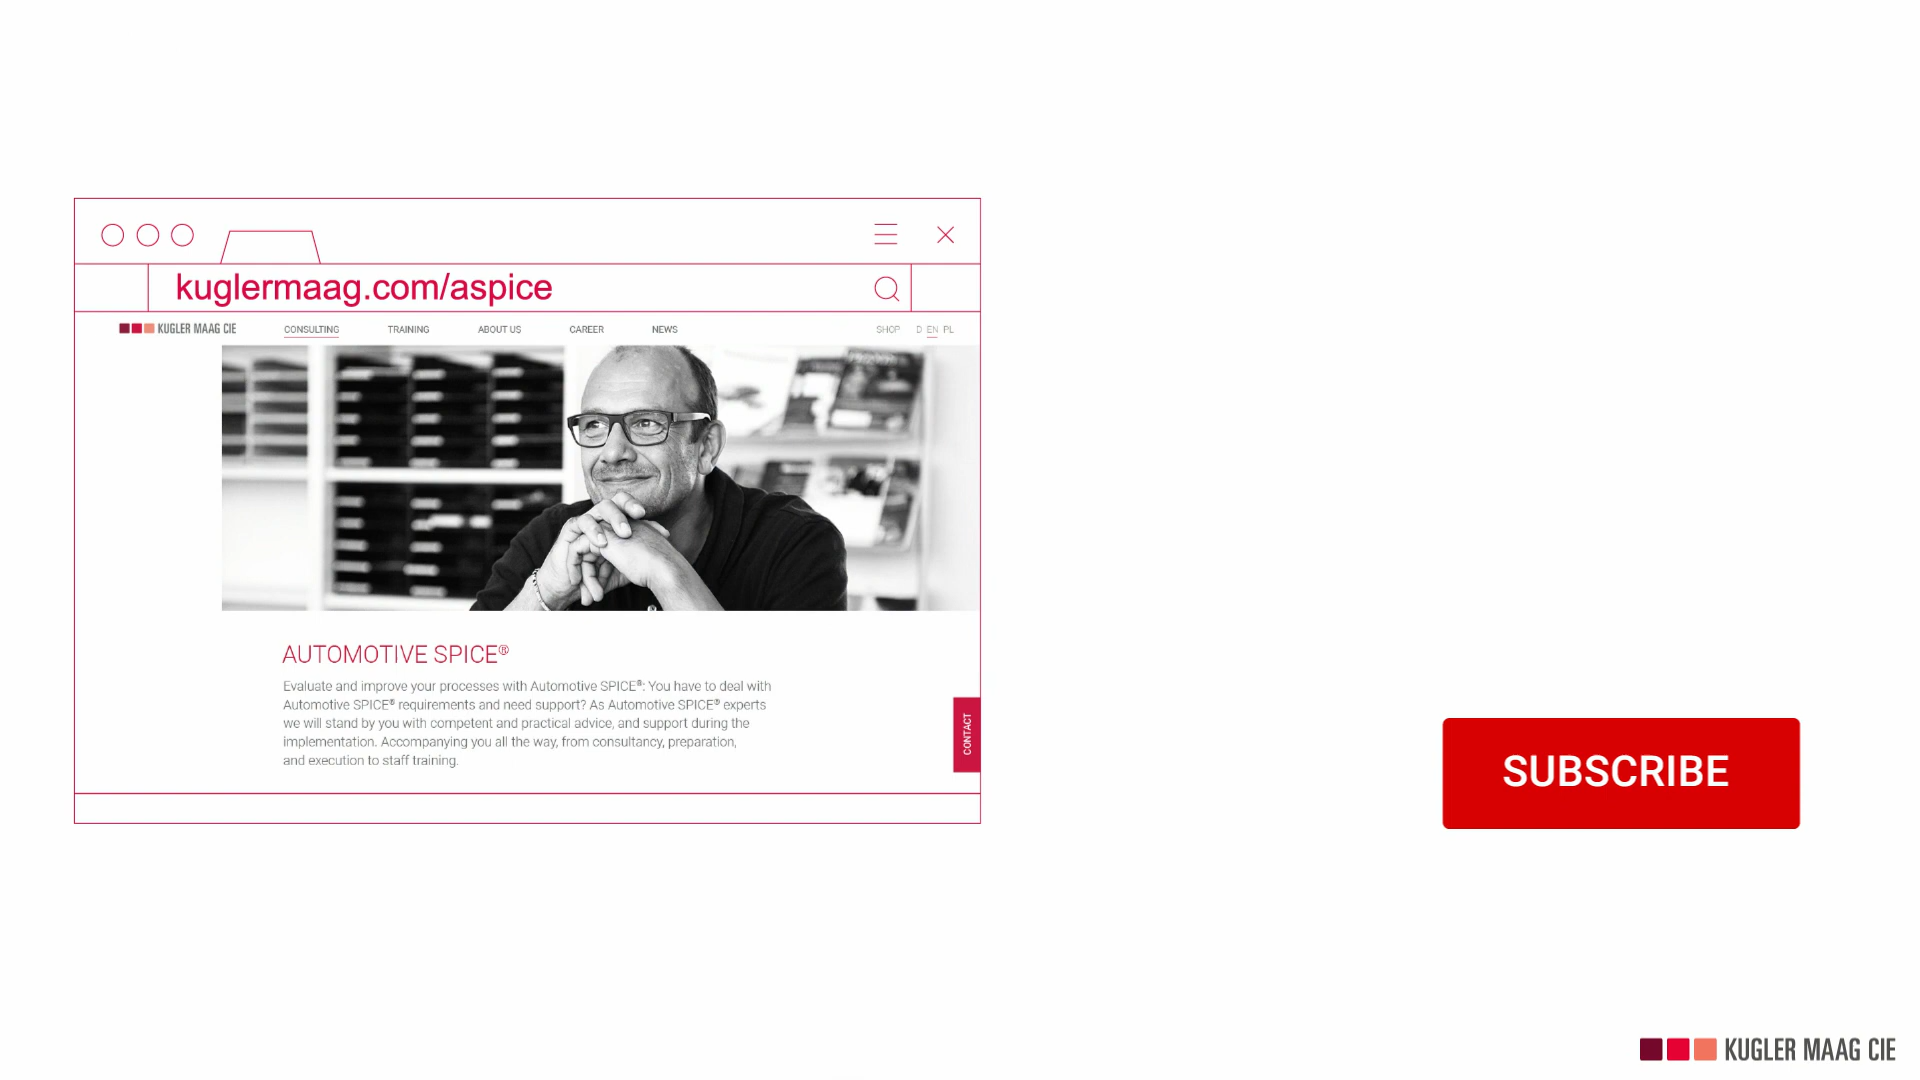 kuglermaag.com/aspice
KUGLER MAAG CIE CONSULTING TRAINING ABOUT US CAREER NEWS SHOP D EN PL
AUTOMOTIVE SPICE®
Evaluate and improve your processes with Automotive SPICE®: You have to deal with
Automotive SPICE® requirements and need support? As Automotive SPICE® experts
we will stand by you with competent and practical advice, and support during the
implementation. Accompanying you all the way, from consultancy, preparation,
and execution to staff training.
CONTACT
SUBSCRIBE
KUGLER MAAG CIE